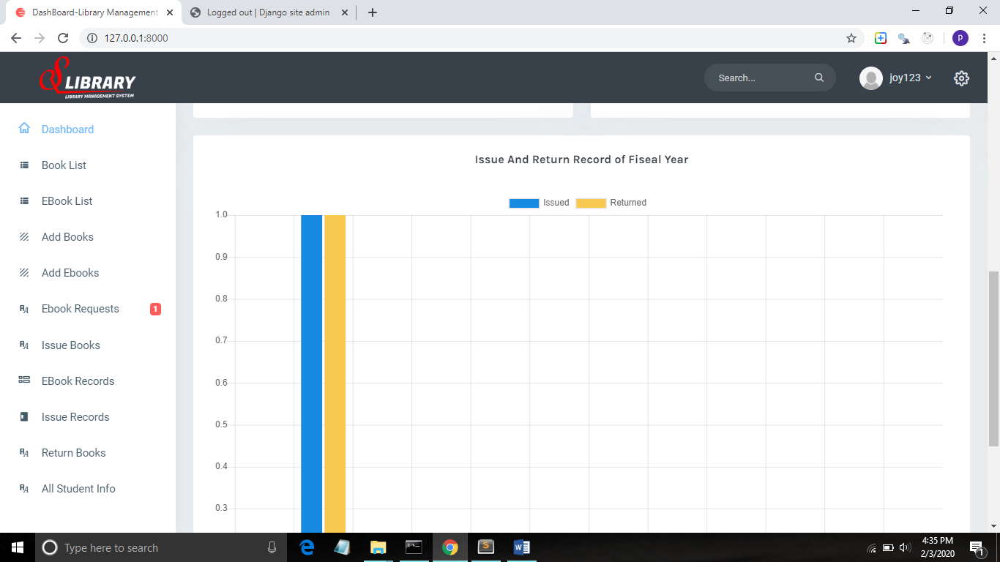 DashBoard-Library Management
Logged out | Django site admin
127.0.0.1:8000
P
S LIBRARY
LIBRARY MANAGEMENT SYSTEM
Search...
joy123
Dashboard
Book List
EBook List
Add Books
Add Ebooks
Ebook Requests 1
Issue Books
EBook Records
Issue Records
Return Books
All Student Info
Issue And Return Record of Fiseal Year
Issued Returned
1.0
0.9
0.8
0.7
0.6
0.5
0.4
0.3
Type here to search
4:35 PM
2/3/2020
1